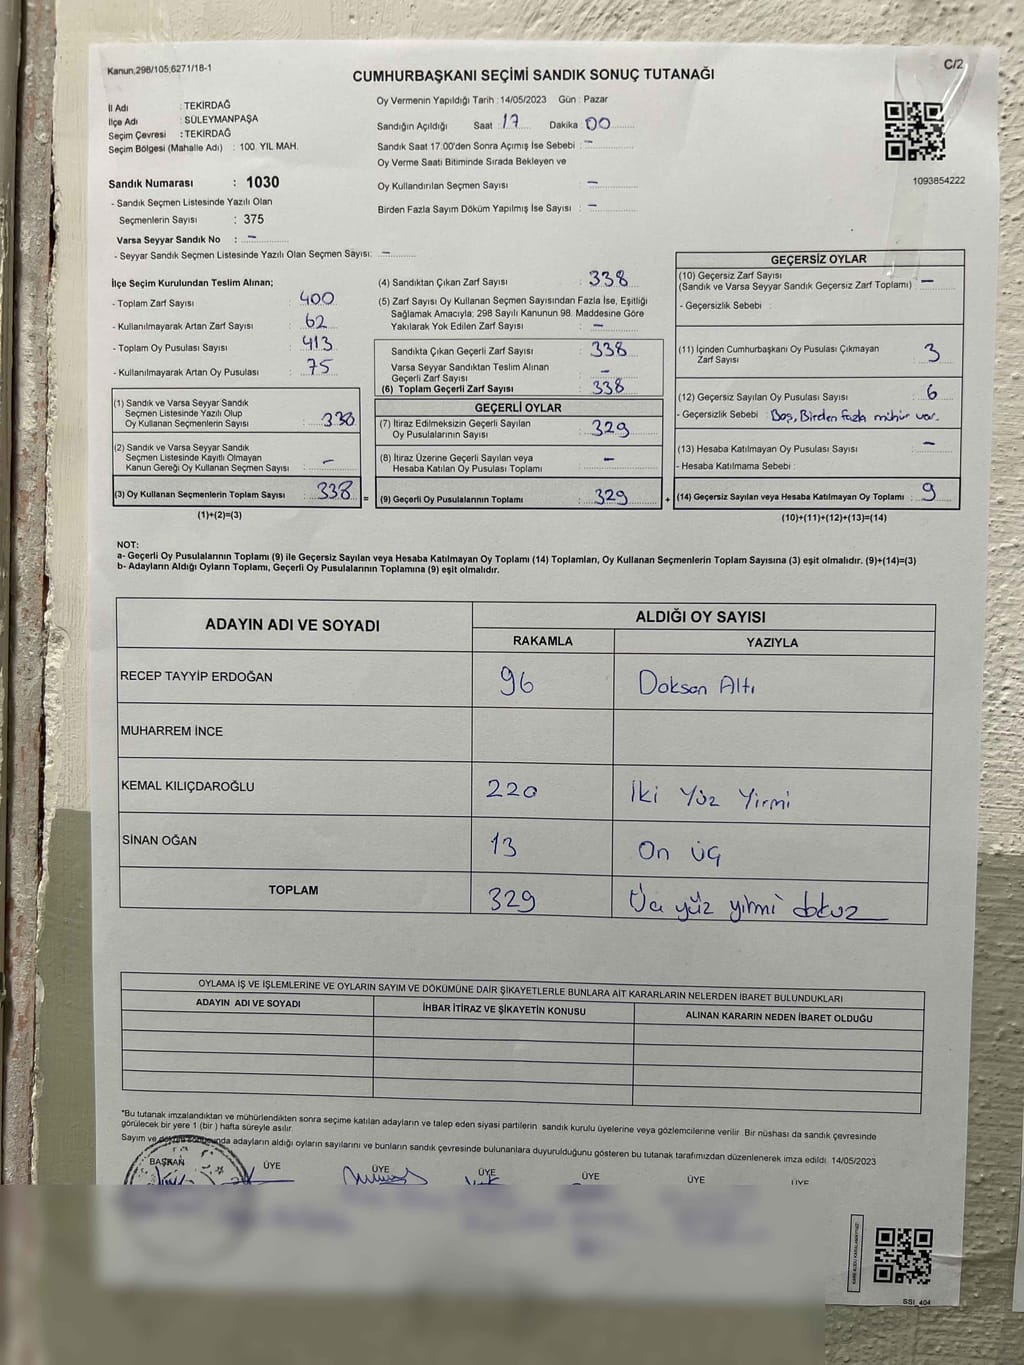 Kanun,298/105,6271/18-1
C/2
CUMHURBAŞKANI SEÇİMİ SANDIK SONUÇ TUTANAĞI
İl Adı : TEKİRDAĞ
İlçe Adı : SÜLEYMANPAŞA
Seçim Çevresi : TEKİRDAĞ
Seçim Bölgesi (Mahalle Adı) : 100. YIL MAH.
Sandık Numarası : 1030
- Sandık Seçmen Listesinde Yazılı Olan
Seçmenlerin Sayısı : 375
Varsa Seyyar Sandık No : -
- Seyyar Sandık Seçmen Listesinde Yazılı Olan Seçmen Sayısı: -
Oy Vermenin Yapıldığı Tarih : 14/05/2023 Gün : Pazar
Sandığın Açıldığı Saat 17 Dakika 00
Sandık Saat 17.00'den Sonra Açımış İse Sebebi : -
Oy Verme Saati Bitiminde Sırada Bekleyen ve
Oy Kullandırılan Seçmen Sayısı : -
Birden Fazla Sayım Döküm Yapılmış İse Sayısı : -
1093854222
İlçe Seçim Kurulundan Teslim Alınan;
- Toplam Zarf Sayısı : 400
- Kullanılmayarak Artan Zarf Sayısı : 62
- Toplam Oy Pusulası Sayısı : 413
- Kullanılmayarak Artan Oy Pusulası : 75
(1) Sandık ve Varsa Seyyar Sandık
Seçmen Listesinde Yazılı Olup
Oy Kullanan Seçmenlerin Sayısı : 338
(2) Sandık ve Varsa Seyyar Sandık
Seçmen Listesinde Kayıtlı Olmayan
Kanun Gereği Oy Kullanan Seçmen Sayısı : -
(3) Oy Kullanan Seçmenlerin Toplam Sayısı : 338
(1)+(2)=(3)
(4) Sandıktan Çıkan Zarf Sayısı : 338
(5) Zarf Sayısı Oy Kullanan Seçmen Sayısından Fazla İse, Eşitliği
Sağlamak Amacıyla; 298 Sayılı Kanunun 98. Maddesine Göre
Yakılarak Yok Edilen Zarf Sayısı : -
Sandıkta Çıkan Geçerli Zarf Sayısı : 338
Varsa Seyyar Sandıktan Teslim Alınan
Geçerli Zarf Sayısı : -
(6) Toplam Geçerli Zarf Sayısı : 338
GEÇERLİ OYLAR
(7) İtiraz Edilmeksizin Geçerli Sayılan
Oy Pusulalarının Sayısı : 329
(8) İtiraz Üzerine Geçerli Sayılan veya
Hesaba Katılan Oy Pusulası Toplamı : -
= (9) Geçerli Oy Pusulalarının Toplamı : 329 +
GEÇERSİZ OYLAR
(10) Geçersiz Zarf Sayısı
(Sandık ve Varsa Seyyar Sandık Geçersiz Zarf Toplamı) : -
- Geçersizlik Sebebi :
(11) İçinden Cumhurbaşkanı Oy Pusulası Çıkmayan
Zarf Sayısı : 3
(12) Geçersiz Sayılan Oy Pusulası Sayısı : 6
- Geçersizlik Sebebi : Boş, Birden fazla mühür var.
(13) Hesaba Katılmayan Oy Pusulası Sayısı : -
- Hesaba Katılmama Sebebi :
(14) Geçersiz Sayılan veya Hesaba Katılmayan Oy Toplamı : 9
(10)+(11)+(12)+(13)=(14)
NOT:
a- Geçerli Oy Pusulalarının Toplamı (9) ile Geçersiz Sayılan veya Hesaba Katılmayan Oy Toplamı (14) Toplamları, Oy Kullanan Seçmenlerin Toplam Sayısına (3) eşit olmalıdır. (9)+(14)=(3)
b- Adayların Aldığı Oyların Toplamı, Geçerli Oy Pusulalarının Toplamına (9) eşit olmalıdır.
ADAYIN ADI VE SOYADI
ALDIĞI OY SAYISI
RAKAMLA YAZIYLA
RECEP TAYYİP ERDOĞAN 96 Doksan Altı
MUHARREM İNCE
KEMAL KILIÇDAROĞLU 220 İki Yüz Yirmi
SİNAN OĞAN 13 On üç
TOPLAM 329 Üç yüz yirmi dokuz
OYLAMA İŞ VE İŞLEMLERİNE VE OYLARIN SAYIM VE DÖKÜMÜNE DAİR ŞİKAYETLERLE BUNLARA AİT KARARLARIN NELERDEN İBARET BULUNDUKLARI
ADAYIN ADI VE SOYADI İHBAR İTİRAZ VE ŞİKAYETİN KONUSU ALINAN KARARIN NEDEN İBARET OLDUĞU
*Bu tutanak imzalandıktan ve mühürlendikten sonra seçime katılan adayların ve talep eden siyasi partilerin sandık kurulu üyelerine veya gözlemcilerine verilir. Bir nüshası da sandık çevresinde
görülecek bir yere 1 (bir) hafta süreyle asılır.
Sayım ve döküm sonucunda adayların aldığı oyların sayılarını ve bunların sandık çevresinde bulunanlara duyurulduğunu gösteren bu tutanak tarafımızdan düzenlenerek imza edildi. 14/05/2023
BAŞKAN ÜYE ÜYE ÜYE ÜYE ÜYE ÜYE
SSI_404